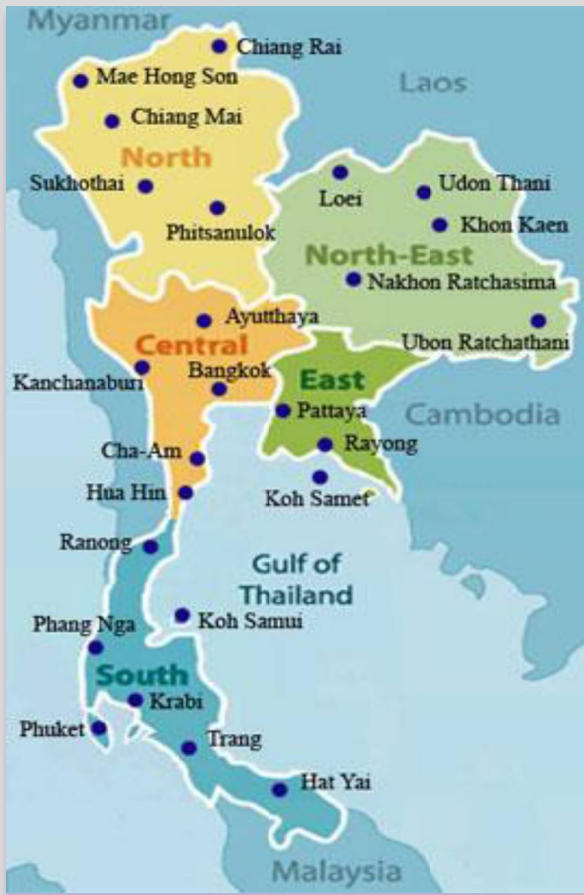 Myanmar
Chiang Rai
Mae Hong Son
Laos
Chiang Mai
North
Sukhothai
Loei
Udon Thani
Phitsanulok
Khon Kaen
North-East
Nakhon Ratchasima
Ayutthaya
Ubon Ratchathani
Central
Kanchanaburi
Bangkok
East
Pattaya
Cambodia
Rayong
Cha-Am
Hua Hin
Koh Samet
Ranong
Gulf of
Thailand
Koh Samui
Phang Nga
South
Krabi
Phuket
Trang
Hat Yai
Malaysia